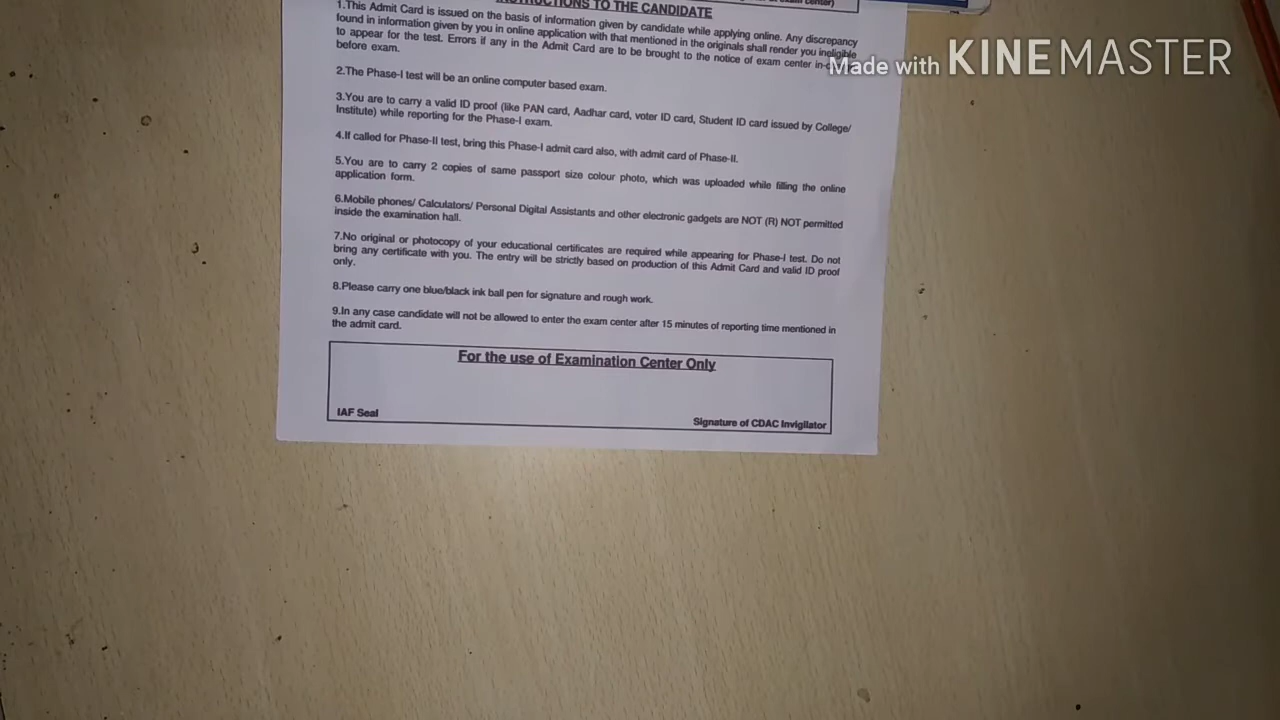 exam center)
INSTRUCTIONS TO THE CANDIDATE
1.This Admit Card is issued on the basis of information given by candidate while applying online. Any discrepancy
found in information given by you in online application with that mentioned in the originals shall render you ineligible
to appear for the test. Errors if any in the Admit Card are to be brought to the notice of exam center
before exam.
Made with KINEMASTER
2.The Phase-I test will be an online computer based exam.
3.You are to carry a valid ID proof (like PAN card, Aadhar card, voter ID card, Student ID card issued by College/
Institute) while reporting for the Phase-I exam.
4.If called for Phase-II test, bring this Phase-I admit card also, with admit card of Phase-II.
5.You are to carry 2 copies of same passport size colour photo, which was uploaded while filling the online
application form.
6.Mobile phones/ Calculators/ Personal Digital Assistants and other electronic gadgets are NOT (R) NOT permitted
inside the examination hall.
7.No original or photocopy of your educational certificates are required while appearing for Phase-I test. Do not
bring any certificate with you. The entry will be strictly based on production of this Admit Card and valid ID proof
only.
8.Please carry one blue/black ink ball pen for signature and rough work.
9.In any case candidate will not be allowed to enter the exam center after 15 minutes of reporting time mentioned in
the admit card.
For the use of Examination Center Only
IAF Seal
Signature of CDAC Invigilator